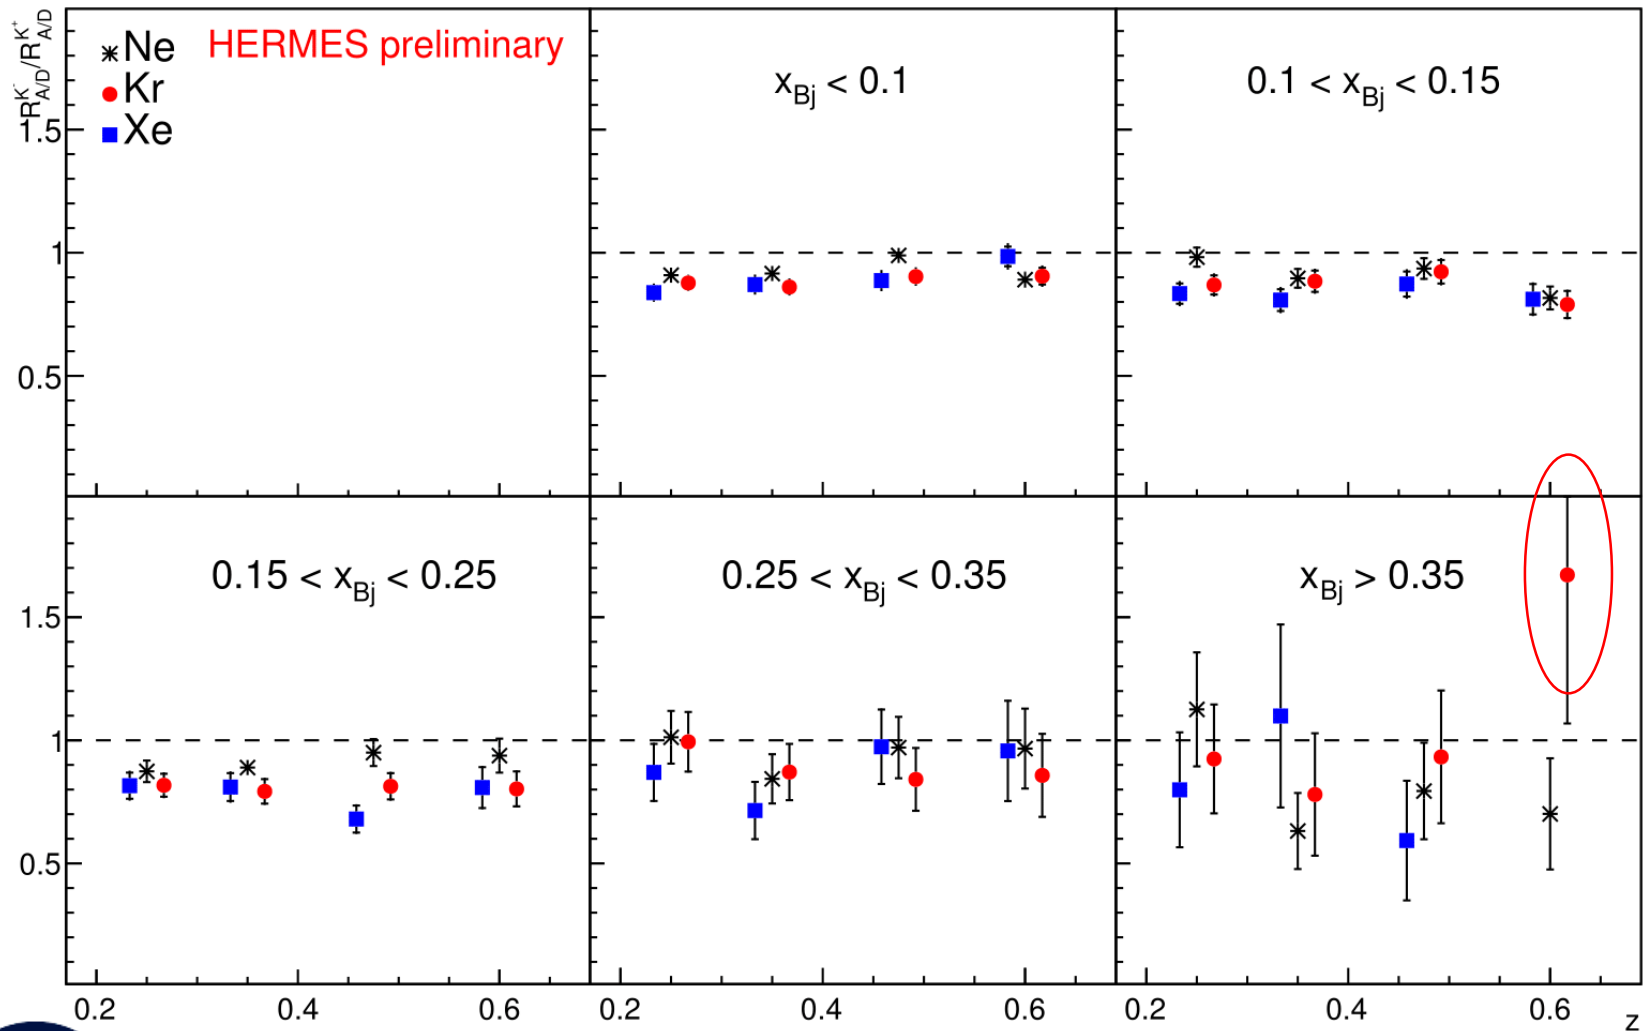 R^{K^-}_{A/D}/R^{K^+}_{A/D}
Ne HERMES preliminary
Kr
Xe
x_{Bj} < 0.1
0.1 < x_{Bj} < 0.15
1.5
1
0.5
0.15 < x_{Bj} < 0.25
0.25 < x_{Bj} < 0.35
x_{Bj} > 0.35
1.5
1
0.5
0.2 0.4 0.6 0.2 0.4 0.6 0.2 0.4 0.6 z